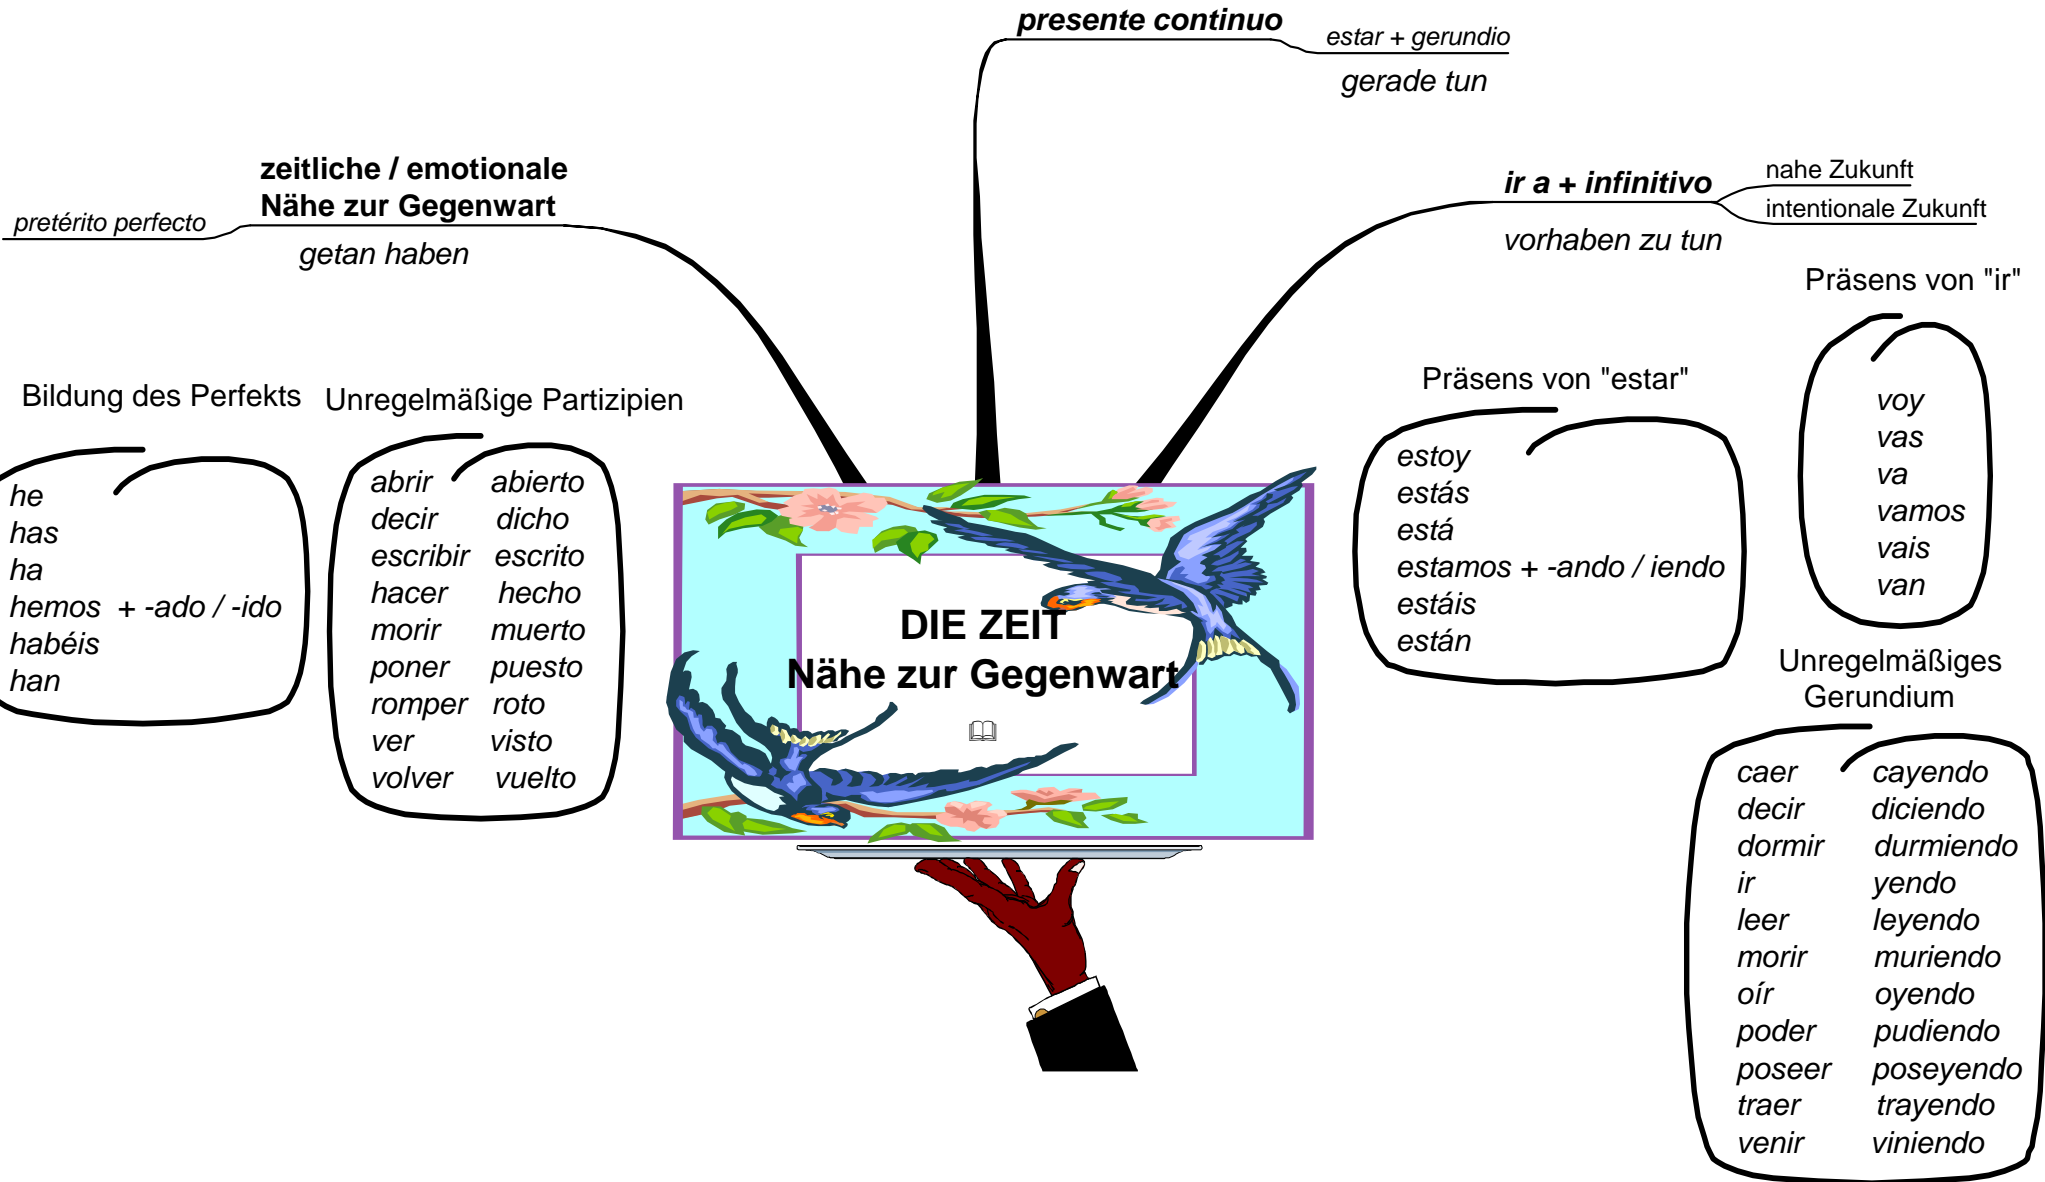 presente continuo
estar + gerundio
gerade tun
zeitliche / emotionale
Nähe zur Gegenwart
pretérito perfecto
getan haben
ir a + infinitivo
nahe Zukunft
intentionale Zukunft
vorhaben zu tun
Bildung des Perfekts
he
has
ha
hemos + -ado / -ido
habéis
han
Unregelmäßige Partizipien
abrir abierto
decir dicho
escribir escrito
hacer hecho
morir muerto
poner puesto
romper roto
ver visto
volver vuelto
DIE ZEIT
Nähe zur Gegenwart
Präsens von "estar"
estoy
estás
está
estamos + -ando / iendo
estáis
están
Präsens von "ir"
voy
vas
va
vamos
vais
van
Unregelmäßiges
Gerundium
caer cayendo
decir diciendo
dormir durmiendo
ir yendo
leer leyendo
morir muriendo
oír oyendo
poder pudiendo
poseer poseyendo
traer trayendo
venir viniendo